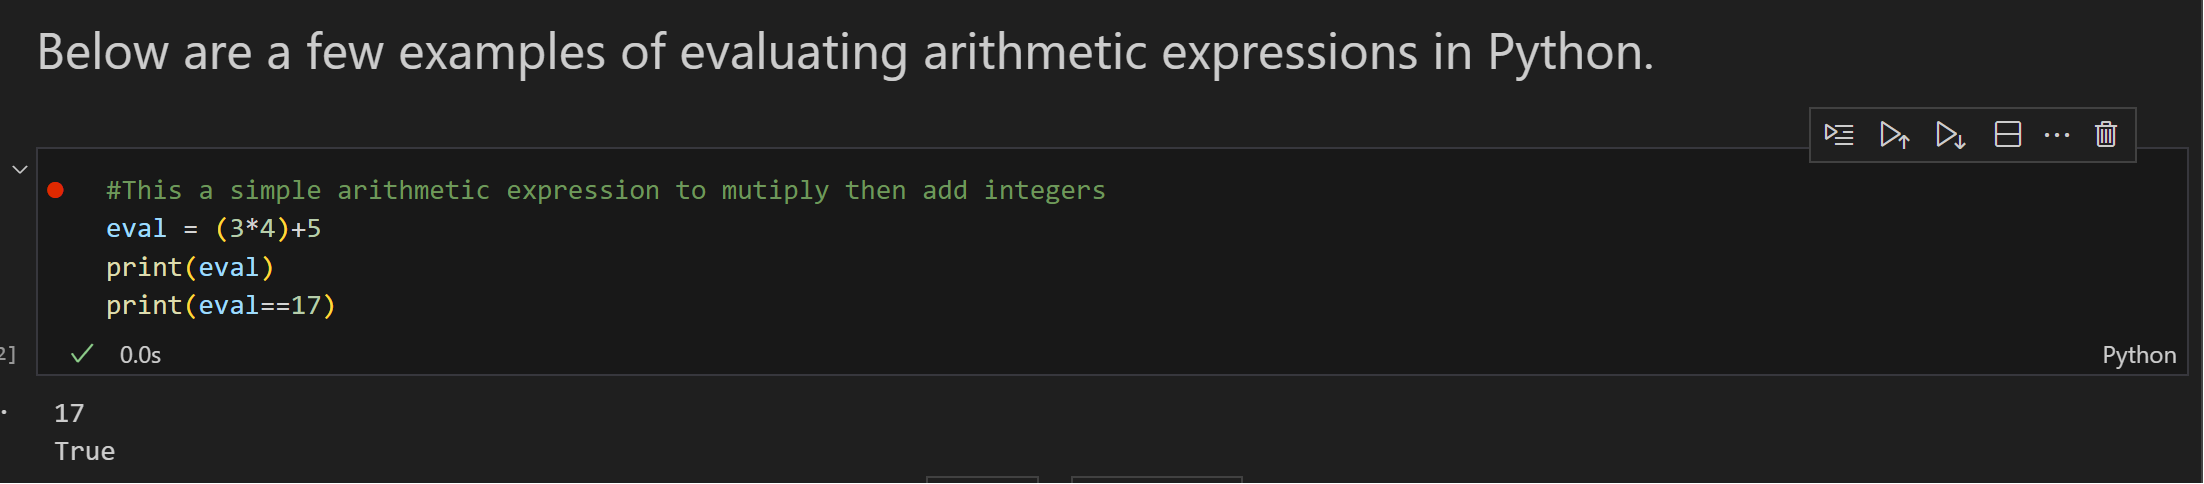 Below are a few examples of evaluating arithmetic expressions in Python.
#This a simple arithmetic expression to mutiply then add integers
eval = (3*4)+5
print(eval)
print(eval==17)
2]
0.0s
Python
17
True